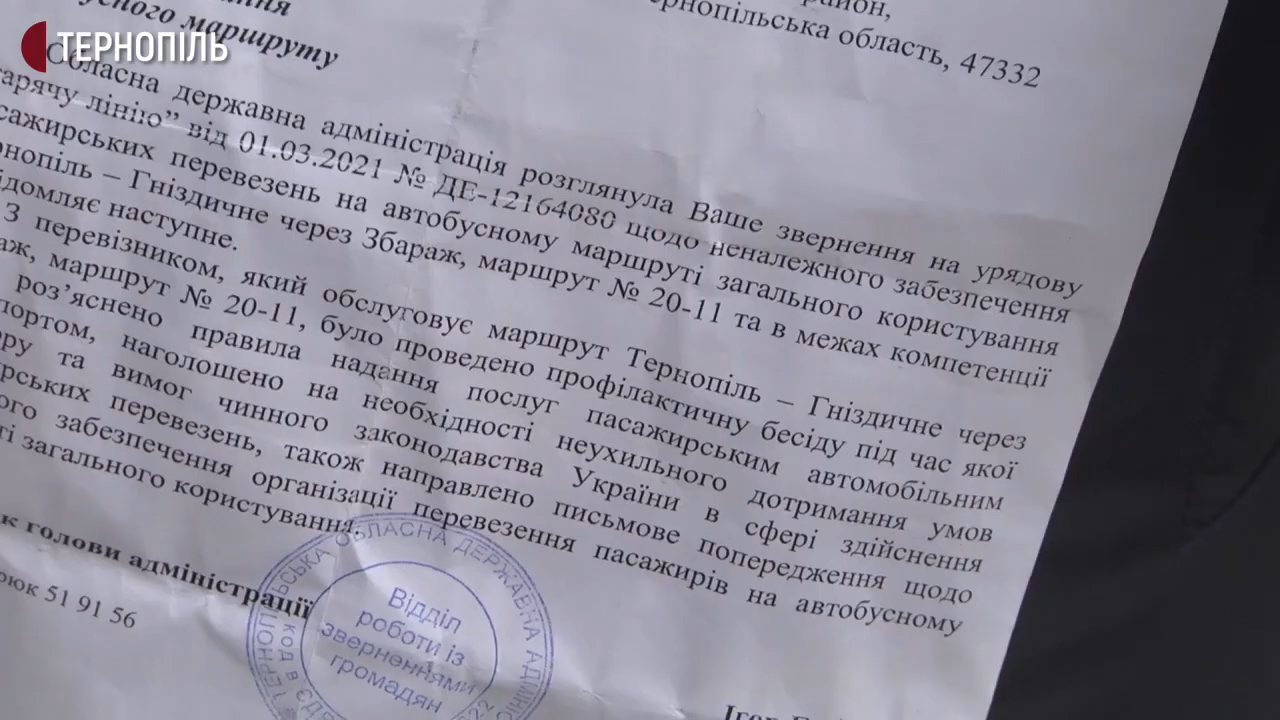 ТЕРНОПІЛЬ
район,
Тернопільська область, 47332
маршруту
Обласна державна адміністрація розглянула Ваше звернення на урядову
гарячу лінію” від 01.03.2021 № ДЕ-12164080 щодо неналежного забезпечення
пасажирських перевезень на автобусному маршруті загального користування
Тернопіль – Гніздичне через Збараж, маршрут № 20-11 та в межах компетенції
повідомляє наступне.
З перевізником, який обслуговує маршрут Тернопіль – Гніздичне через
Збараж, маршрут № 20-11, було проведено профілактичну бесіду під час якої
роз’яснено правила надання послуг пасажирським автомобільним
транспортом, наголошено на необхідності неухильного дотримання умов
договору та вимог чинного законодавства України в сфері здійснення
пасажирських перевезень, також направлено письмове попередження щодо
забезпечення організації перевезення пасажирів на автобусному
загального користування.
голови адміністрації
51 91 56
ТЕРНОПІЛЬСЬКА ОБЛАСНА ДЕРЖАВНА
Відділ
роботи із
зверненнями
громадян
Ігор